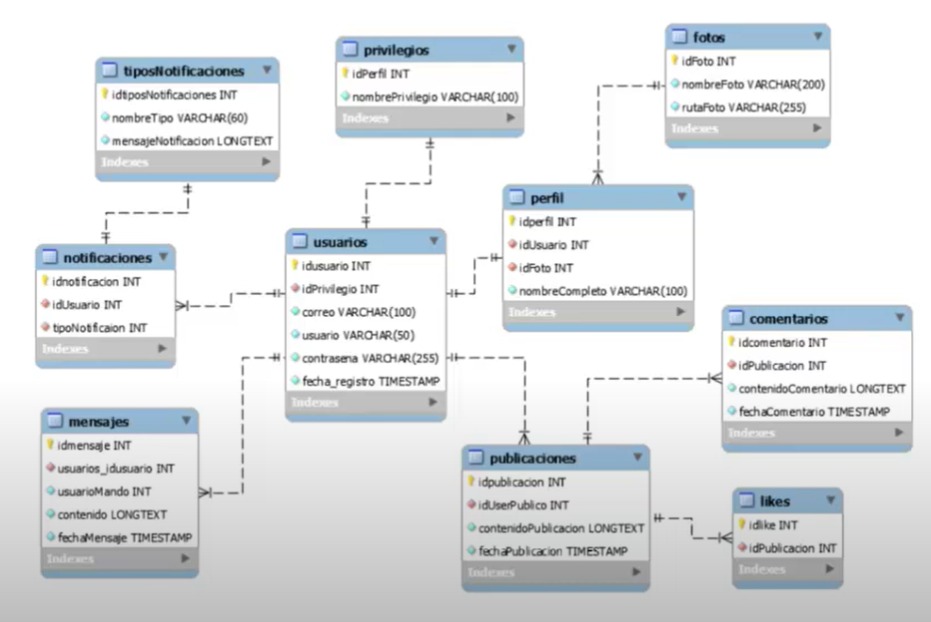 tiposNotificaciones
idtiposNotificaciones INT
nombreTipo VARCHAR(60)
mensajeNotificacion LONGTEXT
Indexes
privilegios
idPerfil INT
nombrePrivilegio VARCHAR(100)
Indexes
fotos
idFoto INT
nombreFoto VARCHAR(200)
rutaFoto VARCHAR(255)
Indexes
notificaciones
idnotificacion INT
idUsuario INT
tipoNotificaion INT
Indexes
usuarios
idusuario INT
idPrivilegio INT
correo VARCHAR(100)
usuario VARCHAR(50)
contrasena VARCHAR(255)
fecha_registro TIMESTAMP
Indexes
perfil
idperfil INT
idUsuario INT
idFoto INT
nombreCompleto VARCHAR(100)
Indexes
comentarios
idcomentario INT
idPublicacion INT
contenidoComentario LONGTEXT
fechaComentario TIMESTAMP
Indexes
mensajes
idmensaje INT
usuarios_idusuario INT
usuarioMando INT
contenido LONGTEXT
fechaMensaje TIMESTAMP
Indexes
publicaciones
idpublicacion INT
idUserPublico INT
contenidoPublicacion LONGTEXT
fechaPublicacion TIMESTAMP
Indexes
likes
idlike INT
idPublicacion INT
Indexes